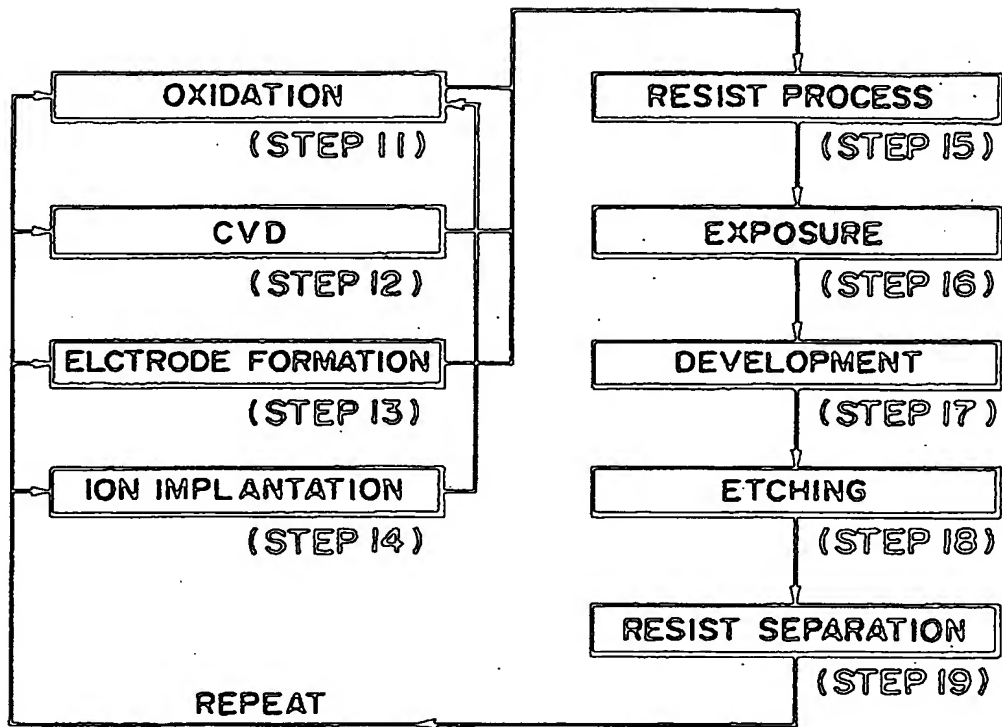 OXIDATION
(STEP 11)
CVD
(STEP 12)
ELCTRODE FORMATION
(STEP 13)
ION IMPLANTATION
(STEP 14)
RESIST PROCESS
(STEP 15)
EXPOSURE
(STEP 16)
DEVELOPMENT
(STEP 17)
ETCHING
(STEP 18)
RESIST SEPARATION
(STEP 19)
REPEAT